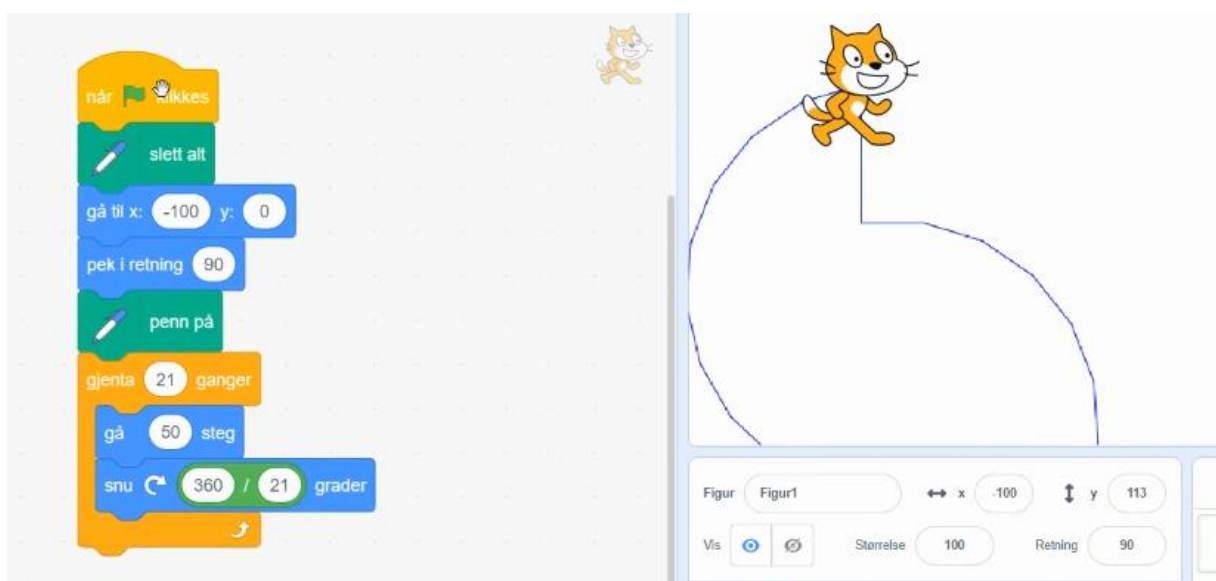 når klikkes
slett alt
gå til x: -100 y: 0
pek i retning 90
penn på
gjenta 21 ganger
gå 50 steg
snu 360 / 21 grader
Figur Figur1 x -100 y 113
Vis Størrelse 100 Retning 90